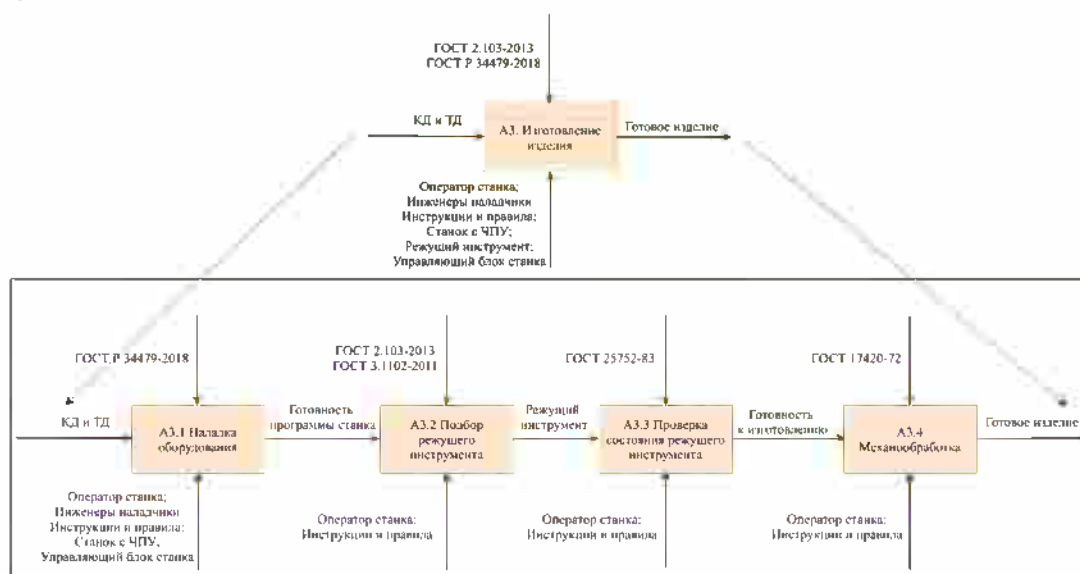 ГОСТ 2.103-2013
ГОСТ Р 34479-2018
КД и ТД
А3. Изготовление
изделия
Готовое изделие
Оператор станка;
Инженеры наладчики
Инструкции и правила;
Станок с ЧПУ;
Режущий инструмент;
Управляющий блок станка
ГОСТ Р 34479-2018
ГОСТ 2.103-2013
ГОСТ 3.1102-2011
ГОСТ 25752-83
ГОСТ 17420-72
КД и ТД
А3.1 Наладка
оборудования
Готовность
программы станка
А3.2 Подбор
режущего
инструмента
Режущий
инструмент
А3.3 Проверка
состояния режущего
инструмента
Готовность
к изготовлению
А3.4
Механообработка
Готовое изделие
Оператор станка;
Инженеры наладчики
Инструкции и правила;
Станок с ЧПУ;
Управляющий блок станка
Оператор станка;
Инструкции и правила
Оператор станка;
Инструкции и правила
Оператор станка;
Инструкции и правила